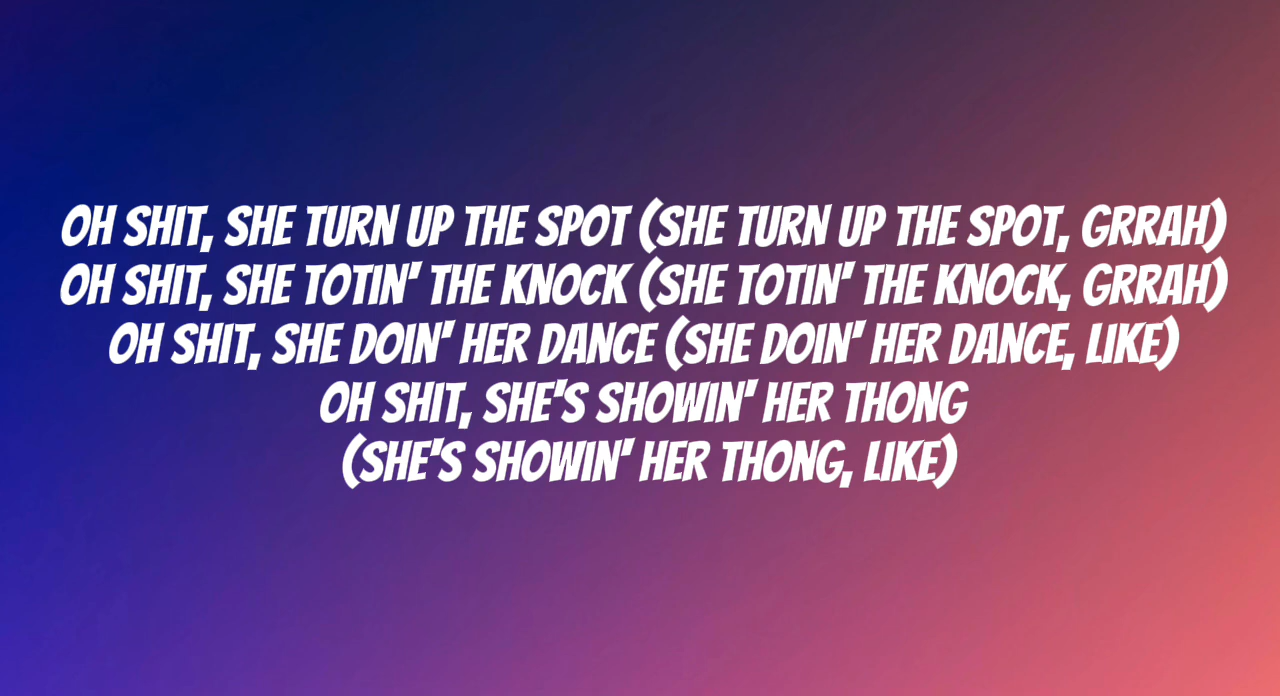 OH SHIT, SHE TURN UP THE SPOT (SHE TURN UP THE SPOT, GRRAH)
OH SHIT, SHE TOTIN' THE KNOCK (SHE TOTIN' THE KNOCK, GRRAH)
OH SHIT, SHE DOIN' HER DANCE (SHE DOIN' HER DANCE, LIKE)
OH SHIT, SHE'S SHOWIN' HER THONG
(SHE'S SHOWIN' HER THONG, LIKE)